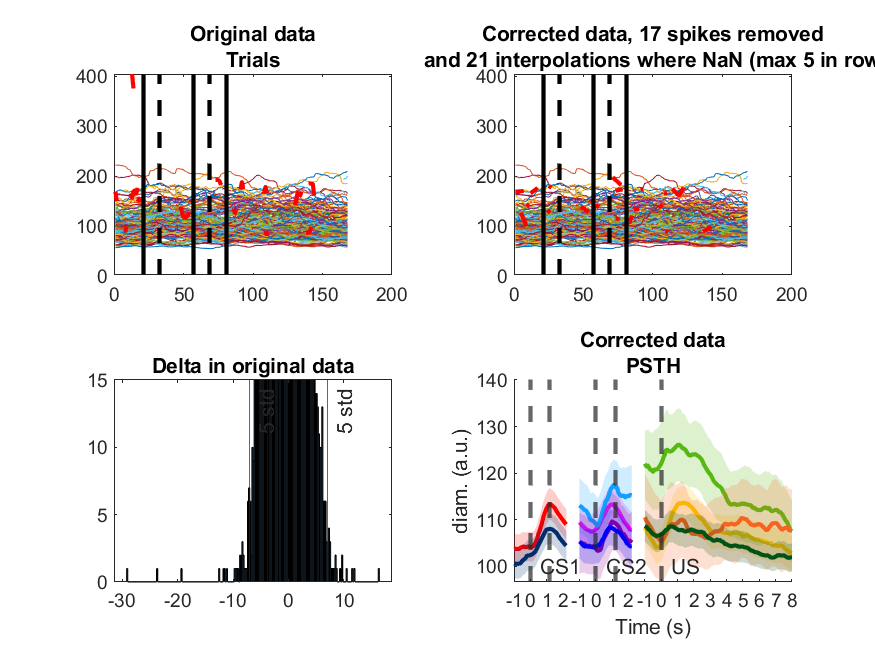 Original data
Trials
400
300
200
100
0
0 50 100 150 200
Corrected data, 17 spikes removed
and 21 interpolations where NaN (max 5 in row
400
300
200
100
0
0 50 100 150 200
Delta in original data
15
10
5
0
5 std
5 std
-30 -20 -10 0 10
Corrected data
PSTH
140
130
120
110
100
diam. (a.u.)
CS1 CS2 US
-1 0 1 2 -1 0 1 2 -1 0 1 2 3 4 5 6 7 8
Time (s)